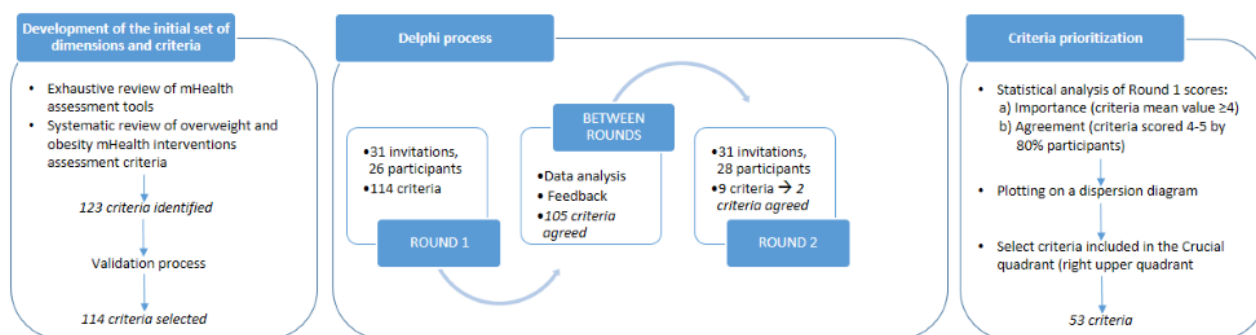 Development of the initial set of
dimensions and criteria
• Exhaustive review of mHealth
assessment tools
• Systematic review of overweight and
obesity mHealth interventions
assessment criteria
123 criteria identified
Validation process
114 criteria selected
Delphi process
•31 invitations,
26 participants
•114 criteria
ROUND 1
BETWEEN
ROUNDS
•Data analysis
• Feedback
•105 criteria
agreed
•31 invitations,
28 participants
•9 criteria → 2
criteria agreed
ROUND 2
Criteria prioritization
• Statistical analysis of Round 1 scores:
a) Importance (criteria mean value ≥4)
b) Agreement (criteria scored 4-5 by
80% participants)
• Plotting on a dispersion diagram
• Select criteria included in the Crucial
quadrant (right upper quadrant
53 criteria